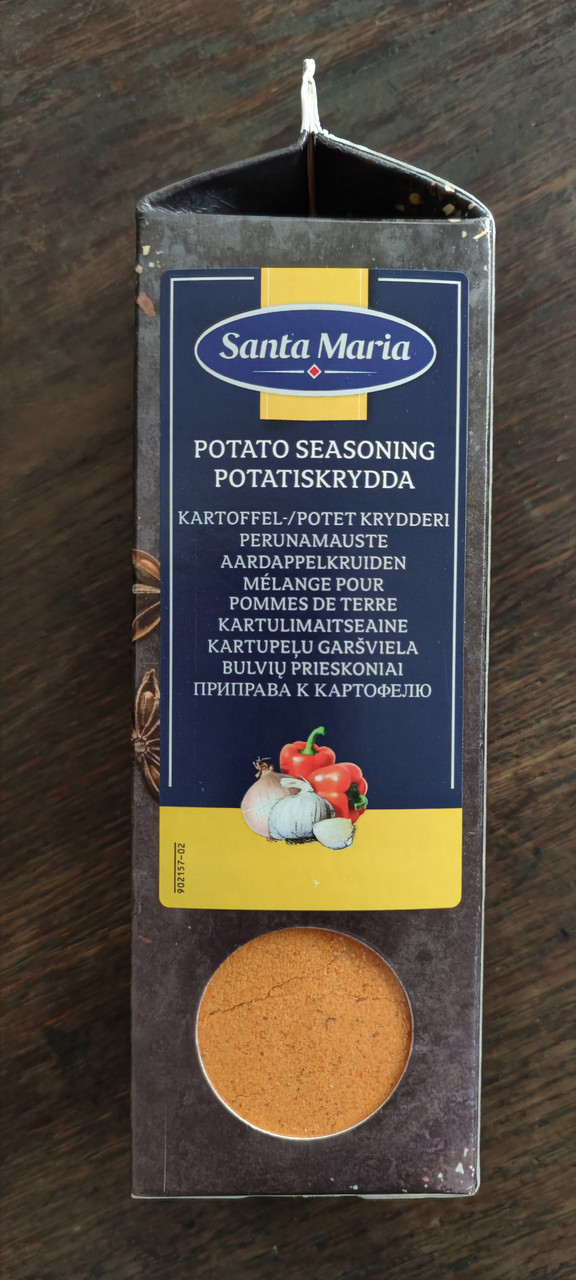 Santa Maria
POTATO SEASONING
POTATISKRYDDA
KARTOFFEL-/POTET KRYDDERI
PERUNAMAUSTE
AARDAPPELKRUIDEN
MÉLANGE POUR
POMMES DE TERRE
KARTULIMAITSEAINE
KARTUPEĻU GARŠVIELA
BULVIŲ PRIESKONIAI
ПРИПРАВА К КАРТОФЕЛЮ
902157-02